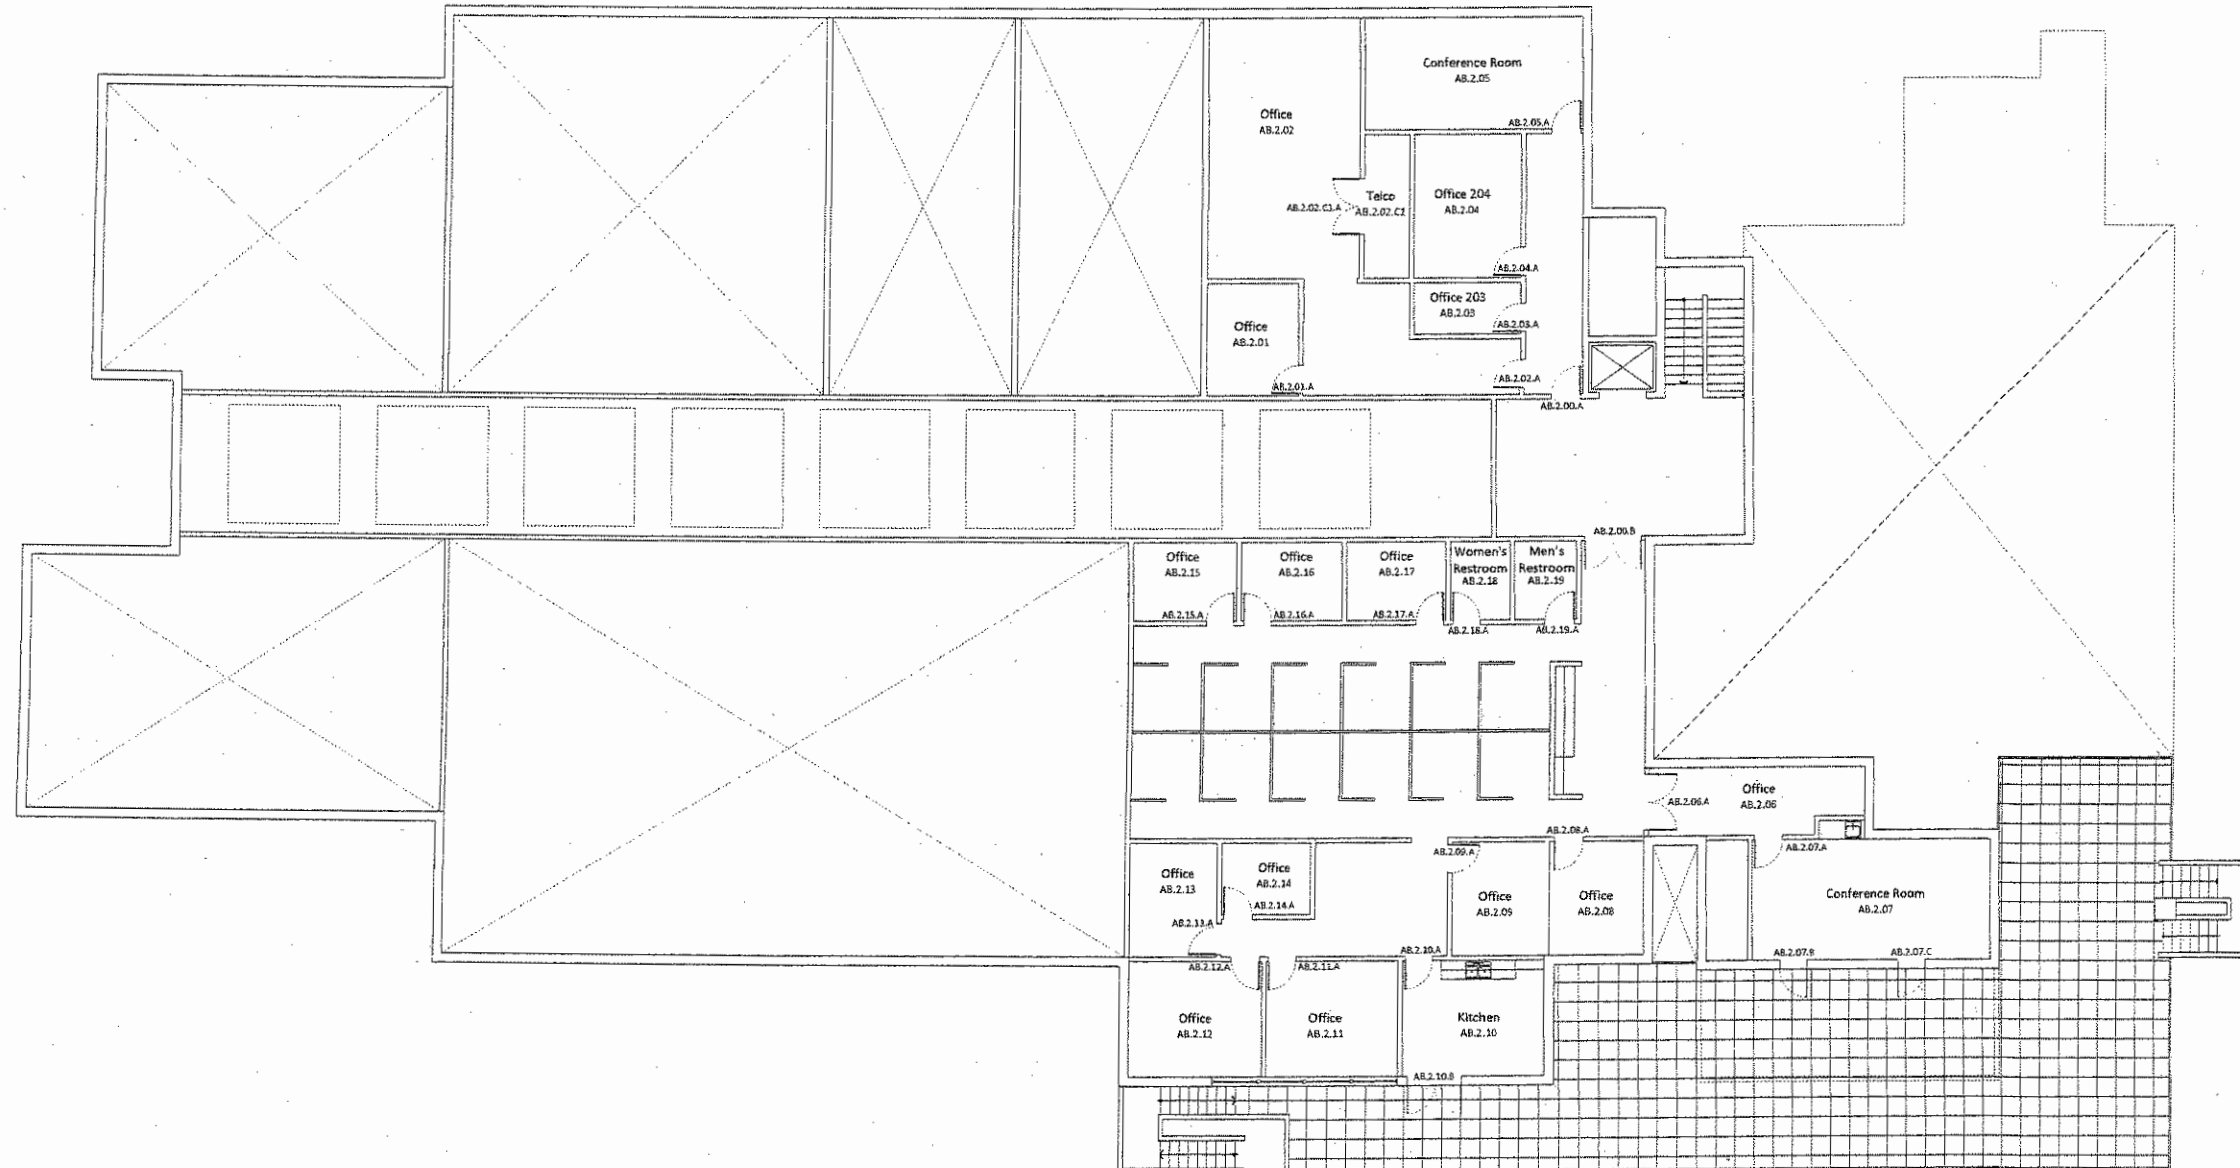 Conference Room
AB.2.05
Office
AB.2.02
AB.2.05.A
Telco
AB.2.02.C1
AB.2.02.C1.A
Office 204
AB.2.04
AB.2.04.A
Office 203
AB.2.03
AB.2.03.A
Office
AB.2.01
AB.2.01.A
AB.2.02.A
AB.2.00.A
AB.2.00.B
Office
AB.2.15
Office
AB.2.16
Office
AB.2.17
Women's
Restroom
AB.2.18
Men's
Restroom
AB.2.19
AB.2.15.A
AB.2.16.A
AB.2.17.A
AB.2.18.A
AB.2.19.A
Office
AB.2.06
AB.2.06.A
AB.2.08.A
AB.2.07.A
AB.2.09.A
Office
AB.2.13
Office
AB.2.14
AB.2.14.A
AB.2.13.A
Office
AB.2.09
Office
AB.2.08
Conference Room
AB.2.07
AB.2.10.A
AB.2.07.B
AB.2.07.C
AB.2.12.A
AB.2.11.A
Office
AB.2.12
Office
AB.2.11
Kitchen
AB.2.10
AB.2.10.B